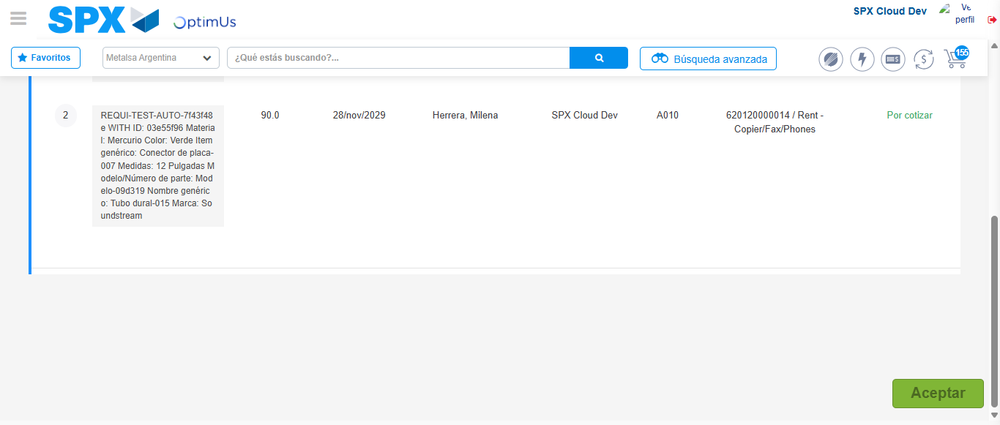 SPX
OptimUs
SPX Cloud Dev
Ve
perfil
Favoritos
Metalsa Argentina
¿Qué estás buscando?...
Búsqueda avanzada
155
2
REQUI-TEST-AUTO-7f43f48
e WITH ID: 03e55f96 Materia
l: Mercurio Color: Verde Item
genérico: Conector de placa-
007 Medidas: 12 Pulgadas M
odelo/Número de parte: Mod
elo-09d319 Nombre genéric
o: Tubo dural-015 Marca: So
undstream
90.0
28/nov/2029
Herrera, Milena
SPX Cloud Dev
A010
620120000014 / Rent -
Copier/Fax/Phones
Por cotizar
Aceptar